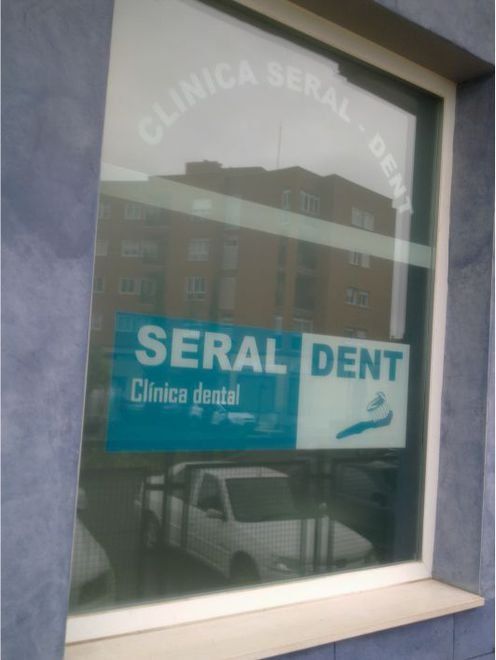 CLINICA SERAL - DENT
SERAL DENT
Clínica dental